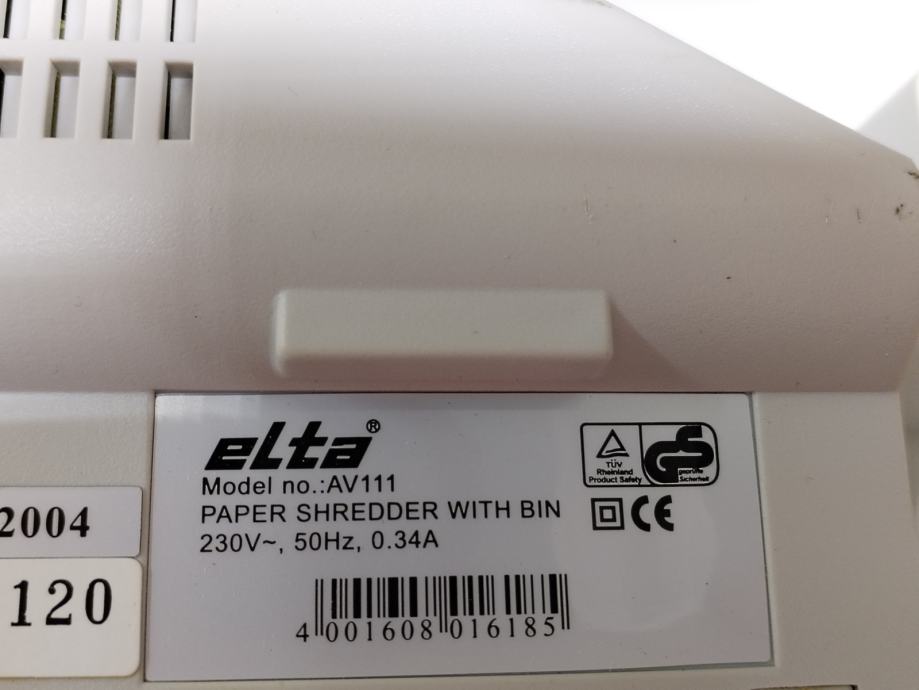 elta®
Model no.:AV111
PAPER SHREDDER WITH BIN
230V~, 50Hz, 0.34A
4 001608 016185
TÜV
Rheinland
Product Safety
GS
geprüfte
Sicherheit
CE
2004
120